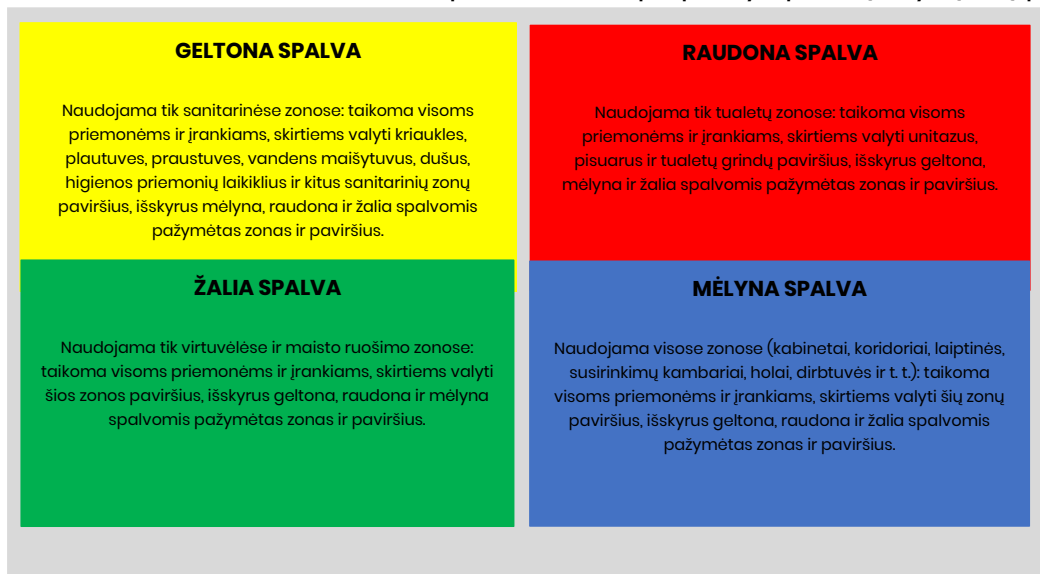 GELTONA SPALVA
Naudojama tik sanitarinėse zonose: taikoma visoms
priemonėms ir įrankiams, skirtiems valyti kriaukles,
plautuves, praustuves, vandens maišytuvus, dušus,
higienos priemonių laikiklius ir kitus sanitarinių zonų
paviršius, išskyrus mėlyna, raudona ir žalia spalvomis
pažymėtas zonas ir paviršius.
RAUDONA SPALVA
Naudojama tik tualetų zonose: taikoma visoms
priemonėms ir įrankiams, skirtiems valyti unitazus,
pisuarus ir tualetų grindų paviršius, išskyrus geltona,
mėlyna ir žalia spalvomis pažymėtas zonas ir paviršius.
ŽALIA SPALVA
Naudojama tik virtuvėlėse ir maisto ruošimo zonose:
taikoma visoms priemonėms ir įrankiams, skirtiems valyti
šios zonos paviršius, išskyrus geltona, raudona ir mėlyna
spalvomis pažymėtas zonas ir paviršius.
MĖLYNA SPALVA
Naudojama visose zonose (kabinetai, koridoriai, laiptinės,
susirinkimų kambariai, holai, dirbtuvės ir t. t.): taikoma
visoms priemonėms ir įrankiams, skirtiems valyti šių zonų
paviršius, išskyrus geltona, raudona ir žalia spalvomis
pažymėtas zonas ir paviršius.